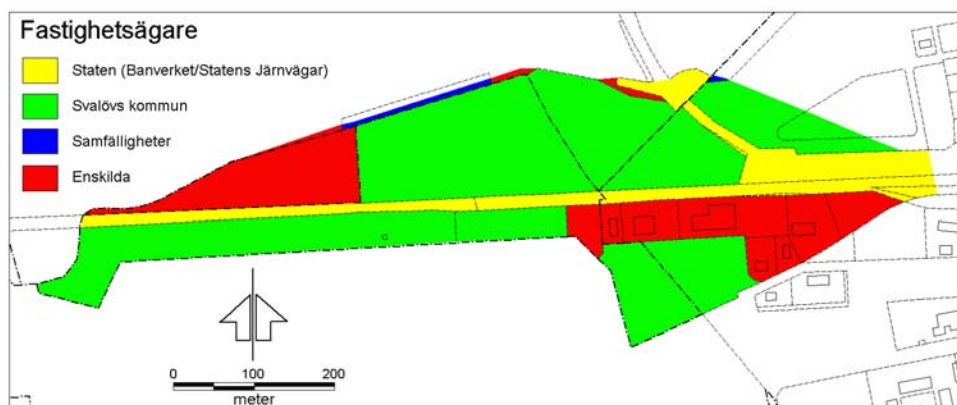 Fastighetsägare
Staten (Banverket/Statens Järnvägar)
Svalövs kommun
Samfälligheter
Enskilda
0 100 200
meter